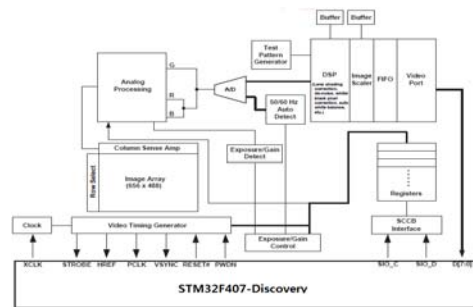 Buffer
Buffer
Test
Pattern
Generator
DSP
Image
Scaler
FIFO
Video
Port
Analog
Processing
G
R
B
A/D
50/60 Hz
Auto
Detect
Column Sense Amp
Row Select
Image Array
Exposure/Gain
Detect
Registers
Clock
Video Timing Generator
Exposure/Gain
Control
SCCB
Interface
XCLK
STROBE
HREF
PCLK
VSYNC
RESET#
PWDN
SIO_C
SIO_D
D[7:0]
STM32F407-Discovery